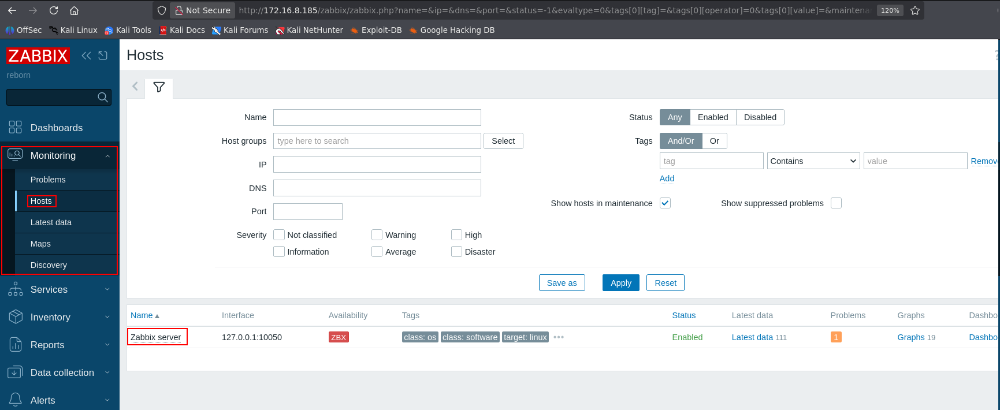 Not Secure http://172.16.8.185/zabbix/zabbix.php?name=&ip=&dns=&port=&status=-1&evaltype=0&tags[0][tag]=&tags[0][operator]=0&tags[0][value]=&maintenan 120%
OffSec Kali Linux Kali Tools Kali Docs Kali Forums Kali NetHunter Exploit-DB Google Hacking DB
ZABBIX
reborn
Dashboards
Monitoring
Problems
Hosts
Latest data
Maps
Discovery
Services
Inventory
Reports
Data collection
Alerts
Hosts
?
Name
Host groups type here to search Select
IP
DNS
Port
Severity Not classified Warning High
Information Average Disaster
Status Any Enabled Disabled
Tags And/Or Or
tag Contains value Remove
Add
Show hosts in maintenance Show suppressed problems
Save as Apply Reset
Name Interface Availability Tags Status Latest data Problems Graphs Dashbo
Zabbix server 127.0.0.1:10050 ZBX class: os class: software target: linux ••• Enabled Latest data 111 1 Graphs 19 Dashbo